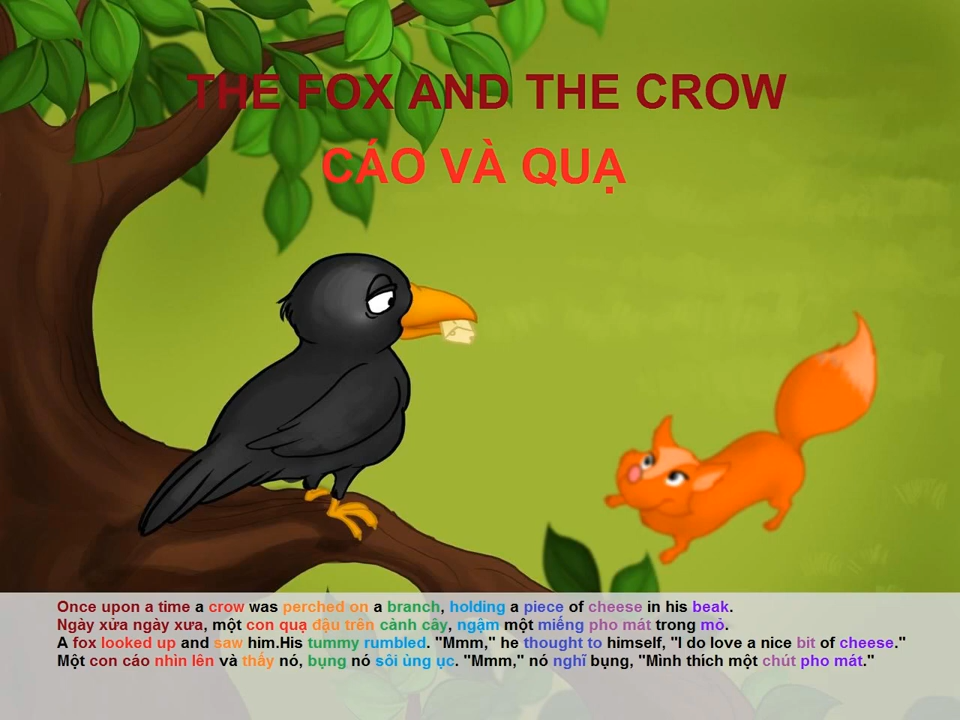 THE FOX AND THE CROW
CÁO VÀ QUẠ
Once upon a time a crow was perched on a branch, holding a piece of cheese in his beak.
Ngày xửa ngày xưa, một con quạ đậu trên cành cây, ngậm một miếng pho mát trong mỏ.
A fox looked up and saw him.His tummy rumbled. "Mmm," he thought to himself, "I do love a nice bit of cheese."
Một con cáo nhìn lên và thấy nó, bụng nó sôi ùng ục. "Mmm," nó nghĩ bụng, "Mình thích một chút pho mát."